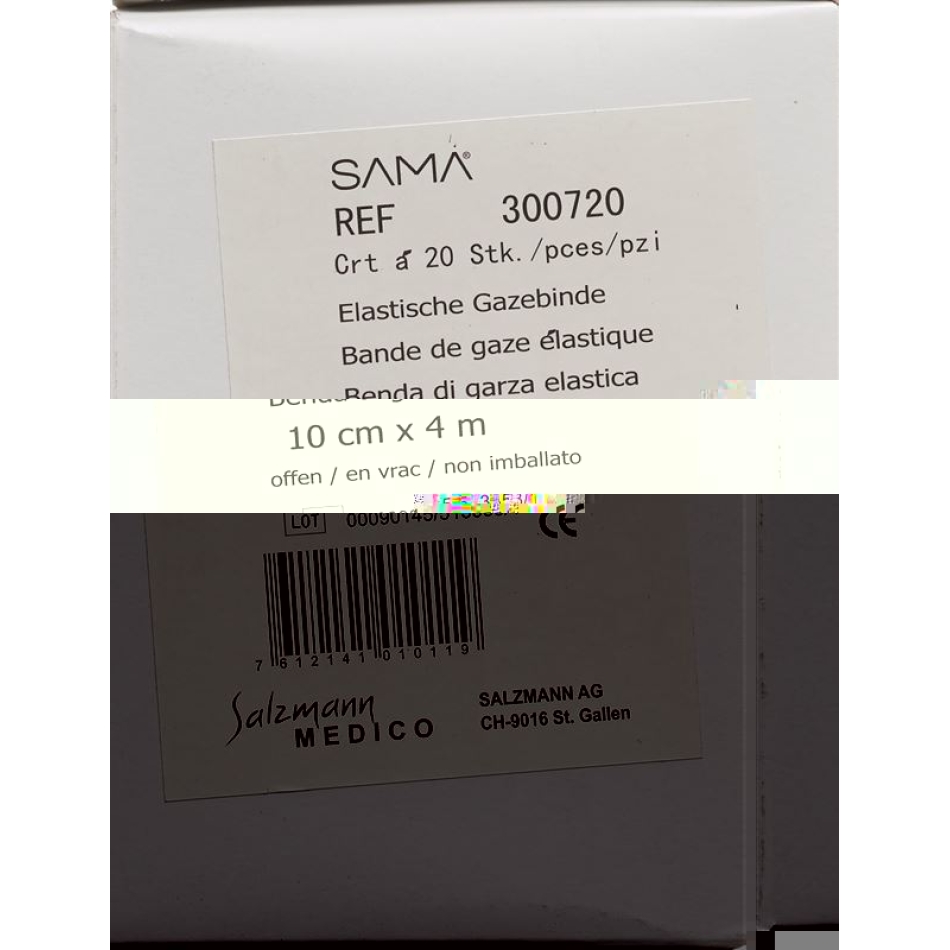 SAMA®
REF 300720
Crt á 20 Stk./pces/pzi
Elastische Gazebinde
Bande de gaze élastique
Benda di garza elastica
10 cm x 4 m
offen / en vrac / non imballato
LOT
CE
7 612141 010119
Salzmann
MEDICO
SALZMANN AG
CH-9016 St. Gallen